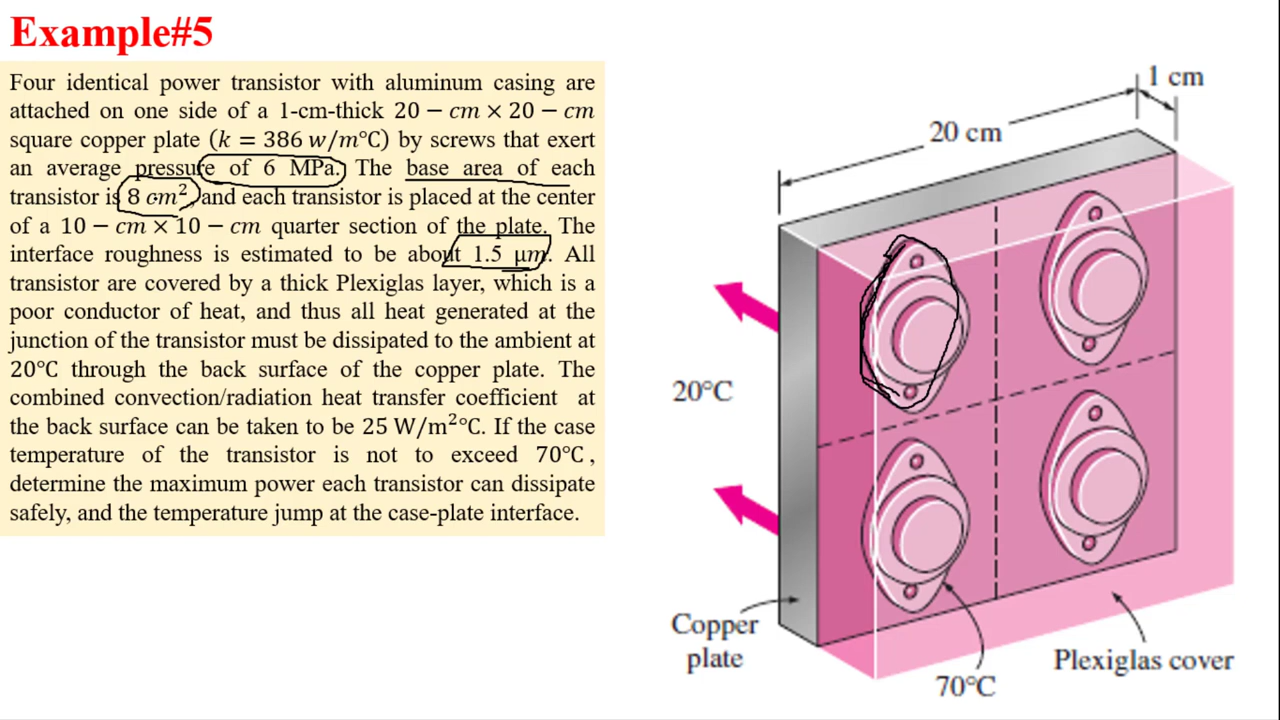 Example#5
Four identical power transistor with aluminum casing are
attached on one side of a 1-cm-thick 20 − cm × 20 − cm
square copper plate (k = 386 w/m°C) by screws that exert
an average pressure of 6 MPa. The base area of each
transistor is 8 cm², and each transistor is placed at the center
of a 10 − cm × 10 − cm quarter section of the plate. The
interface roughness is estimated to be about 1.5 μm. All
transistor are covered by a thick Plexiglas layer, which is a
poor conductor of heat, and thus all heat generated at the
junction of the transistor must be dissipated to the ambient at
20°C through the back surface of the copper plate. The
combined convection/radiation heat transfer coefficient at
the back surface can be taken to be 25 W/m²°C. If the case
temperature of the transistor is not to exceed 70°C,
determine the maximum power each transistor can dissipate
safely, and the temperature jump at the case-plate interface.
1 cm
20 cm
20°C
Copper
plate
70°C
Plexiglas cover